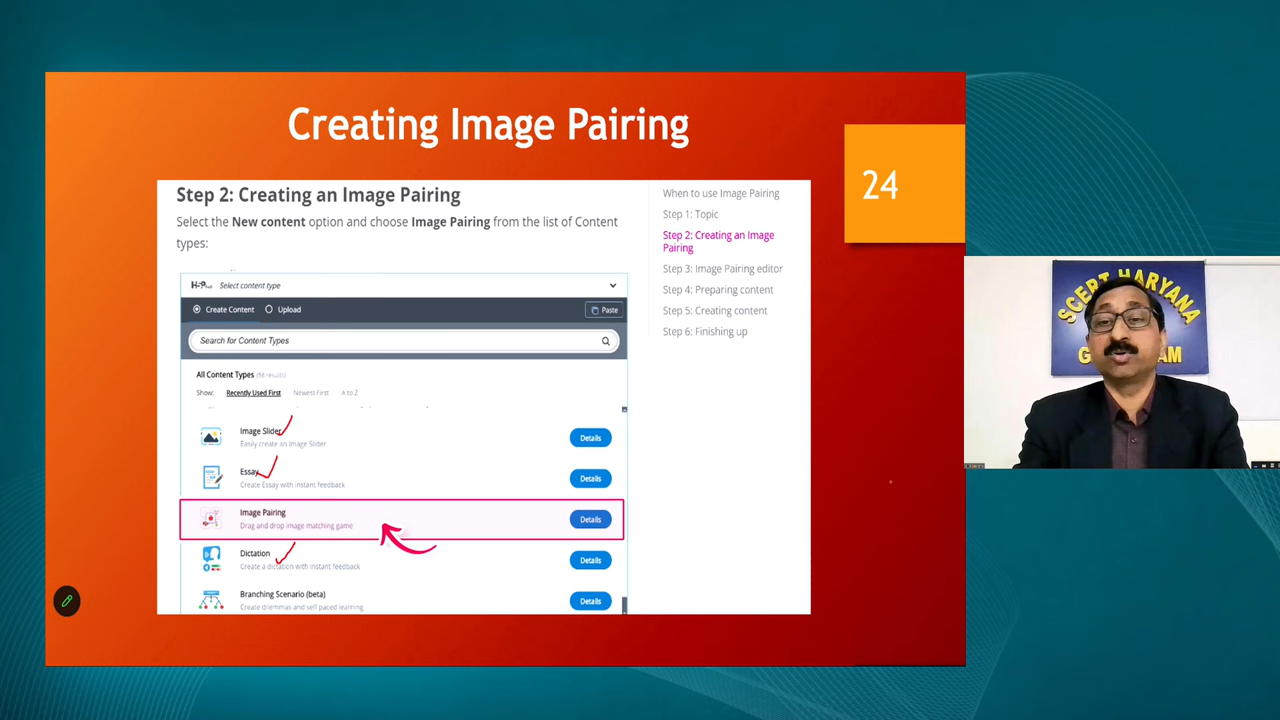 Creating Image Pairing
24
Step 2: Creating an Image Pairing
Select the New content option and choose Image Pairing from the list of Content
types:
H-P Select content type
Create Content Upload Paste
Search for Content Types
All Content Types (56 results)
Show: Recently Used First Newest First A to Z
Image Slider
Easily create an Image Slider
Details
Essay
Create Essay with instant feedback
Details
Image Pairing
Drag and drop image matching game
Details
Dictation
Create a dictation with instant feedback
Details
Branching Scenario (beta)
Create dilemmas and self paced learning
Details
When to use Image Pairing
Step 1: Topic
Step 2: Creating an Image
Pairing
Step 3: Image Pairing editor
Step 4: Preparing content
Step 5: Creating content
Step 6: Finishing up
SCERT HARYANA